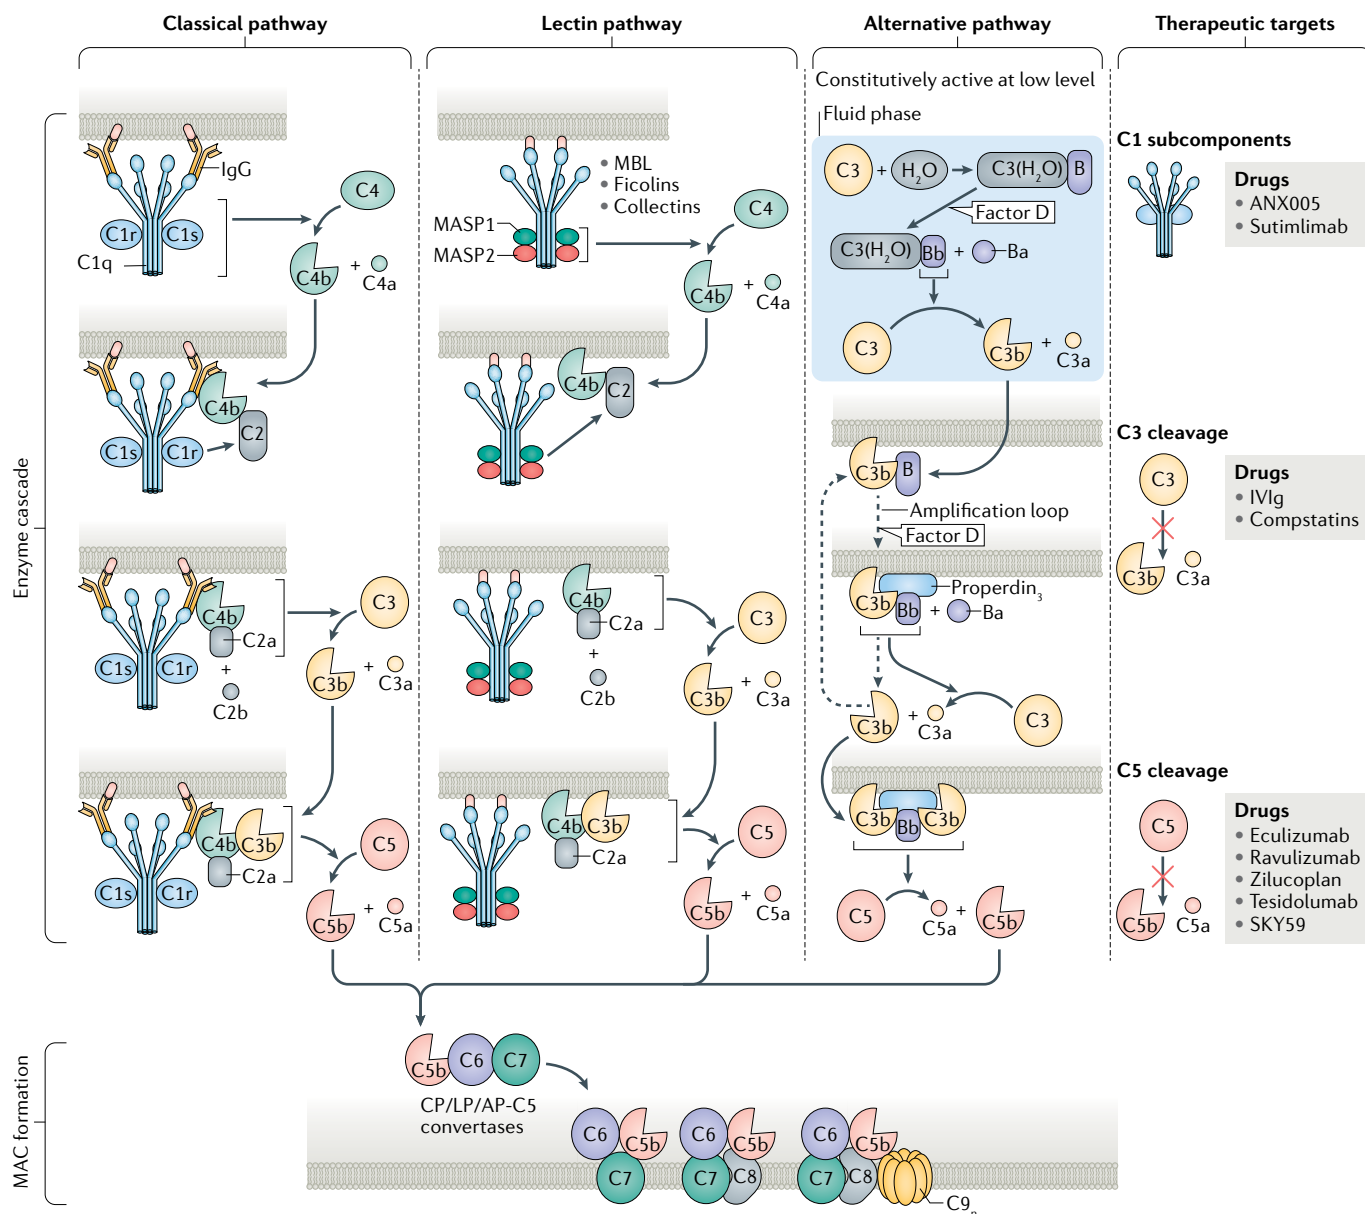 Classical pathway
Lectin pathway
Alternative pathway
Therapeutic targets
Enzyme cascade
MAC formation
IgG
C1r
C1s
C1q
C4
C4b
+
C4a
C4b
C2
C1s
C1r
C4b
C2a
+
C2b
C1s
C1r
C3
C3b
+
C3a
C4b
C3b
C2a
C1s
C1r
C5
C5b
+
C5a
• MBL
• Ficolins
• Collectins
MASP1
MASP2
C4
C4b
+
C4a
C4b
C2
C4b
C2a
+
C2b
C3
C3b
+
C3a
C4b
C3b
C2a
C5
C5b
+
C5a
Constitutively active at low level
Fluid phase
C3 + H2O
C3(H2O) B
Factor D
C3(H2O) Bb + Ba
C3
C3b
+
C3a
C3b
B
Amplification loop
Factor D
Properdin3
C3b
Bb
+
Ba
C3b
+
C3a
C3
C3b
Bb
C3b
C5
C5a
+
C5b
C1 subcomponents
Drugs
• ANX005
• Sutimlimab
C3 cleavage
C3
C3b
C3a
Drugs
• IVIg
• Compstatins
C5 cleavage
C5
C5b
C5a
Drugs
• Eculizumab
• Ravulizumab
• Zilucoplan
• Tesidolumab
• SKY59
C5b
C6
C7
CP/LP/AP-C5
convertases
C6
C5b
C7
C6
C5b
C7
C8
C6
C5b
C7
C8
C9n